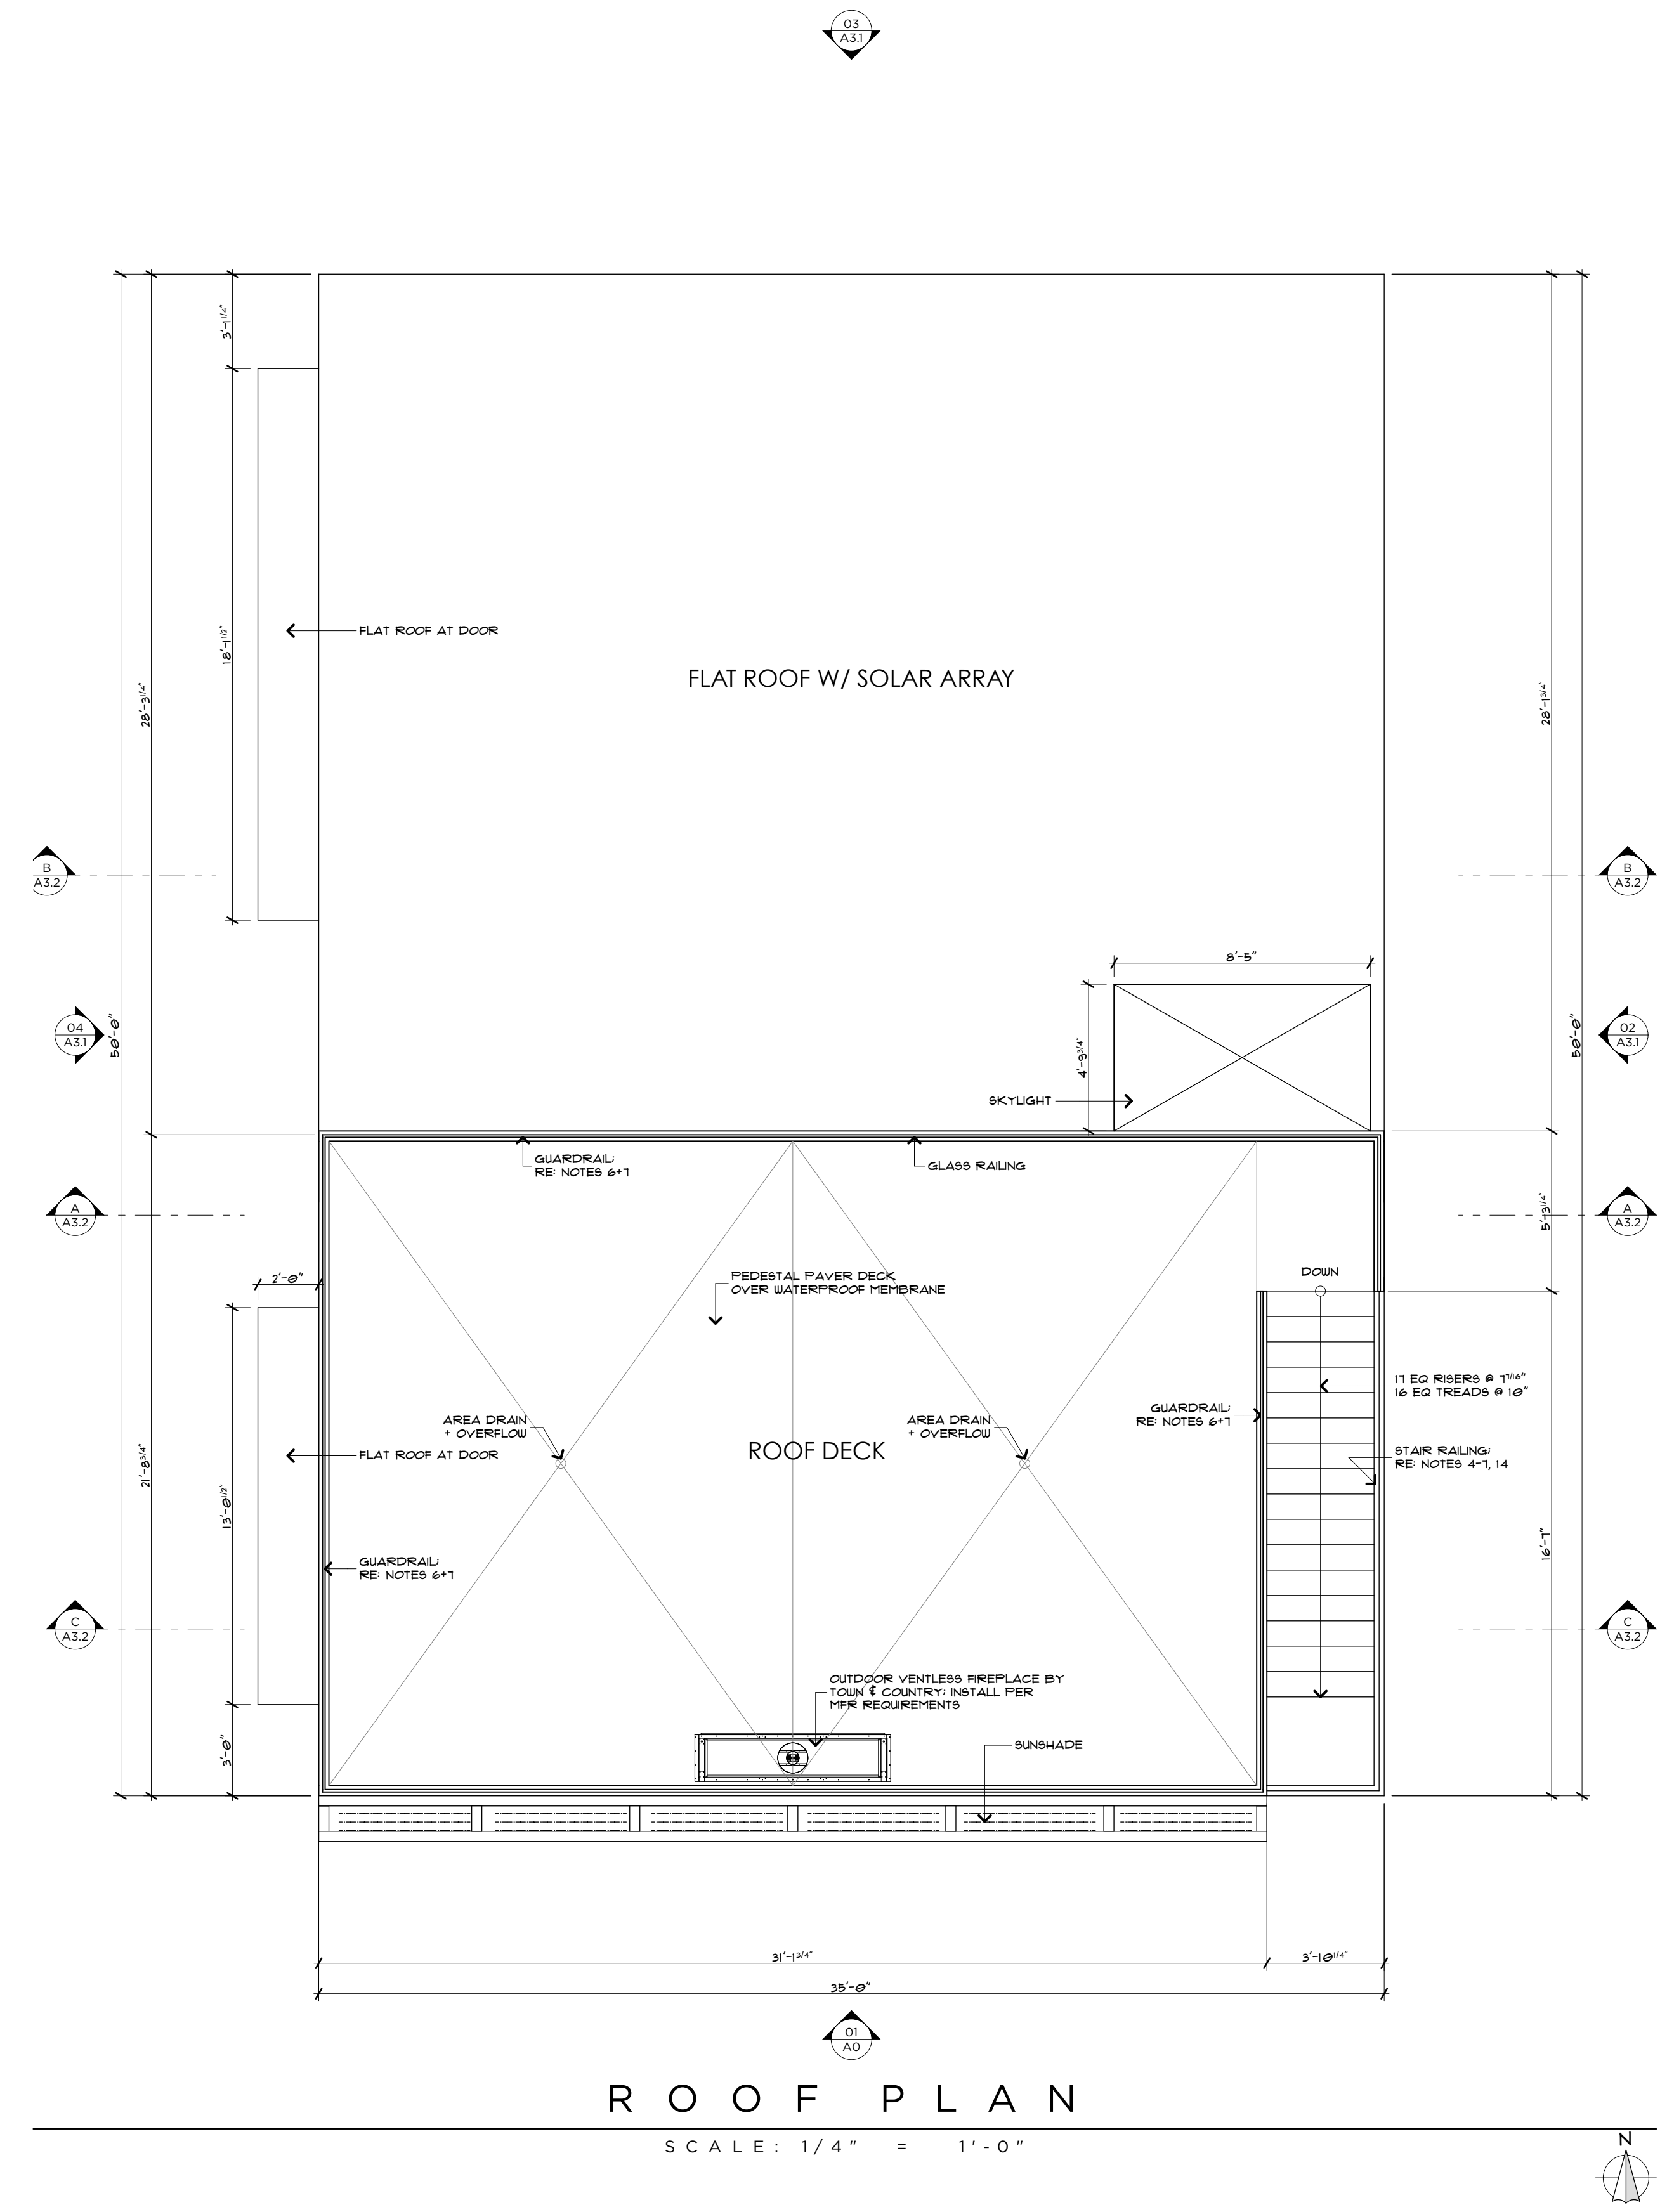 03
A3.1
3'-1 1/4"
18'-1 1/2"
28'-3 1/4"
28'-1 3/4"
FLAT ROOF AT DOOR
FLAT ROOF W/ SOLAR ARRAY
B
A3.2
B
A3.2
8'-5"
04
A3.1
50'-0"
4'-9 3/4"
50'-0"
02
A3.1
SKYLIGHT
GUARDRAIL;
RE: NOTES 6+7
GLASS RAILING
A
A3.2
5'-3 1/4"
A
A3.2
2'-0"
PEDESTAL PAVER DECK
OVER WATERPROOF MEMBRANE
DOWN
17 EQ RISERS @ 7 7/16"
16 EQ TREADS @ 10"
GUARDRAIL;
RE: NOTES 6+7
AREA DRAIN
+ OVERFLOW
AREA DRAIN
+ OVERFLOW
ROOF DECK
FLAT ROOF AT DOOR
STAIR RAILING;
RE: NOTES 4-7, 14
21'-8 3/4"
13'-0 1/2"
16'-7"
GUARDRAIL;
RE: NOTES 6+7
C
A3.2
C
A3.2
OUTDOOR VENTLESS FIREPLACE BY
TOWN & COUNTRY; INSTALL PER
MFR REQUIREMENTS
3'-0"
SUNSHADE
31'-1 3/4"
3'-10 1/4"
35'-0"
01
A0
ROOF PLAN
SCALE: 1/4" = 1'-0"
N